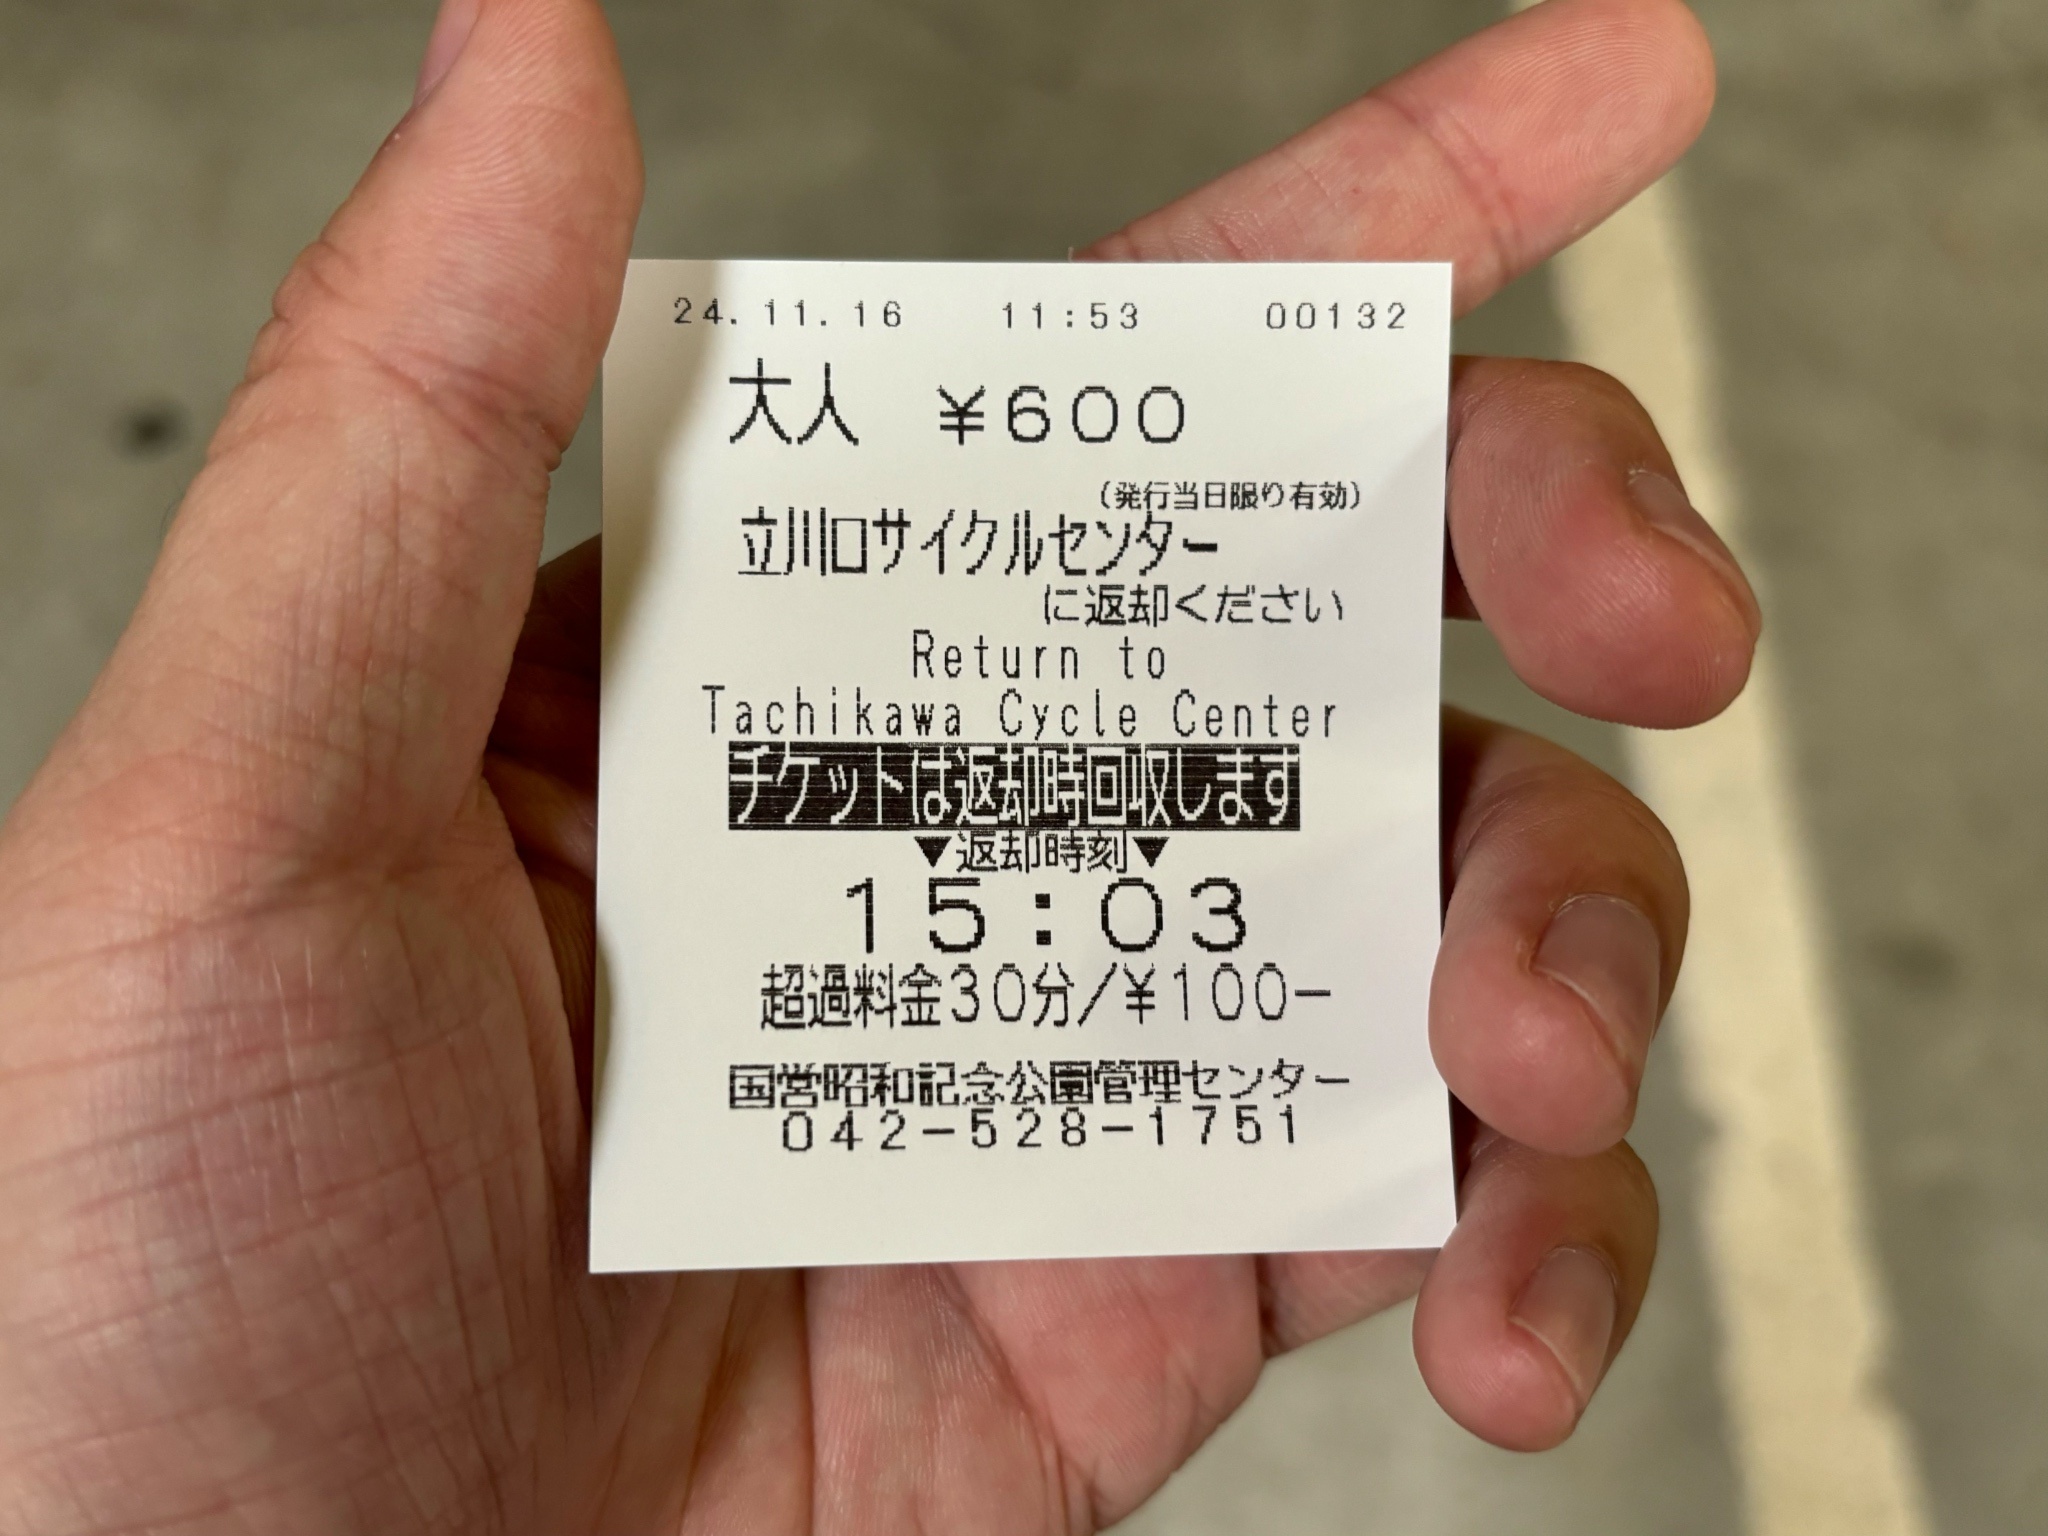 24.11.16 11:53 00132
大人 ¥600
(発行当日限り有効)
立川口サイクルセンター
に返却ください
Return to
Tachikawa Cycle Center
チケットは返却時回収します
▼返却時刻▼
15:03
超過料金30分/¥100−
国営昭和記念公園管理センター
042−528−1751